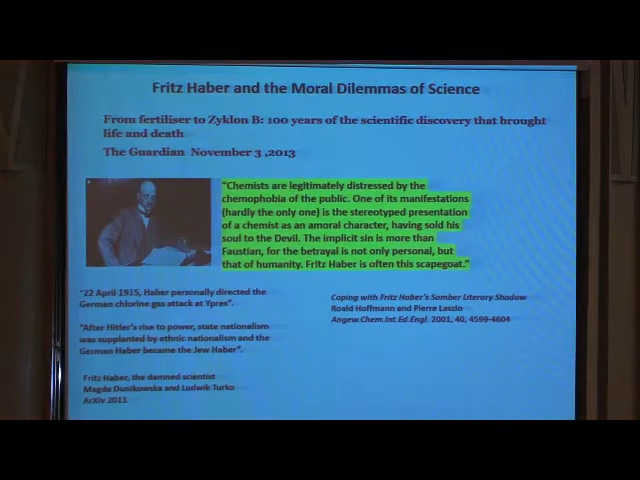 Fritz Haber and the Moral Dilemmas of Science
From fertiliser to Zyklon B: 100 years of the scientific discovery that brought
life and death
The Guardian November 3 ,2013
"Chemists are legitimately distressed by the
chemophobia of the public. One of its manifestations
(hardly the only one) is the stereotyped presentation
of a chemist as an amoral character, having sold his
soul to the Devil. The implicit sin is more than
Faustian, for the betrayal is not only personal, but
that of humanity. Fritz Haber is often this scapegoat."
"22 April 1915, Haber personally directed the
German chlorine gas attack at Ypres".
"After Hitler's rise to power, state nationalism
was supplanted by ethnic nationalism and the
German Haber became the Jew Haber".
Fritz Haber, the damned scientist
Magda Dunikowska and Ludwik Turko
ArXiv 2011
Coping with Fritz Haber's Somber Literary Shadow
Roald Hoffmann and Pierre Laszlo
Angew.Chem.Int.Ed.Engl. 2001, 40, 4599-4604